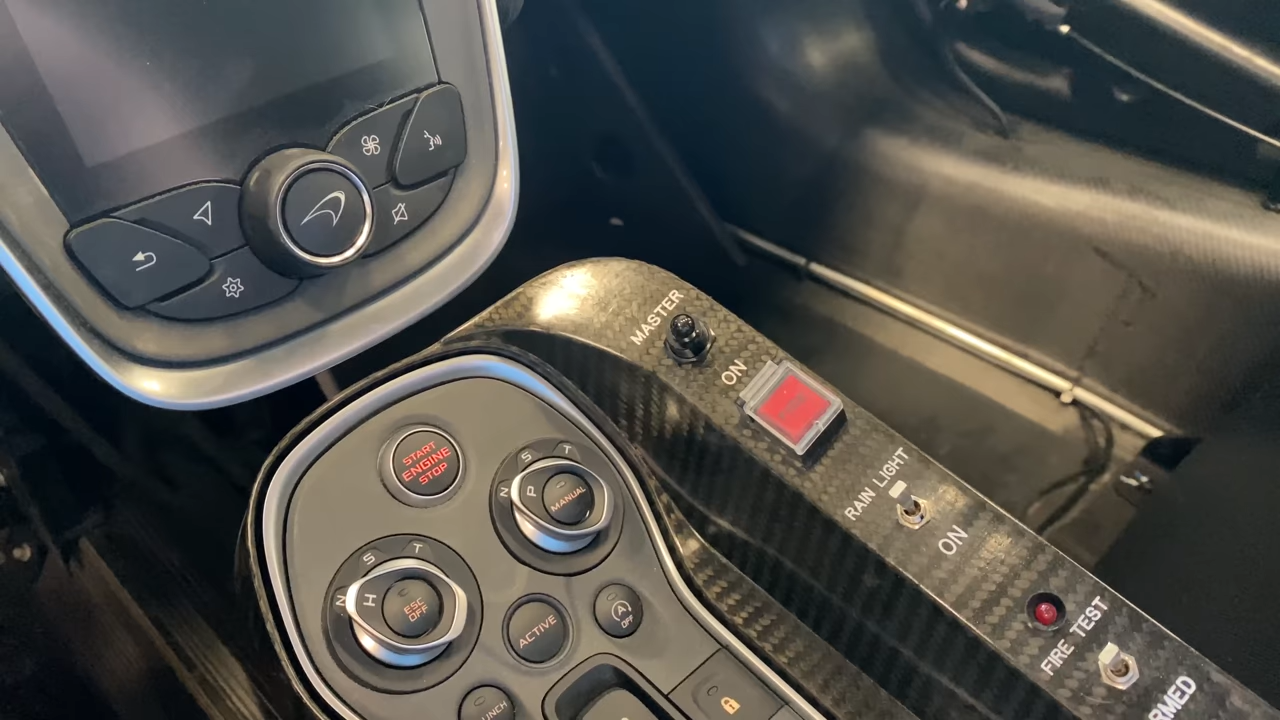 MASTER
ON
RAIN LIGHT
ON
FIRE TEST
START
ENGINE
STOP
N S T
P
MANUAL
N S T
H
ESC
OFF
ACTIVE
A
OFF